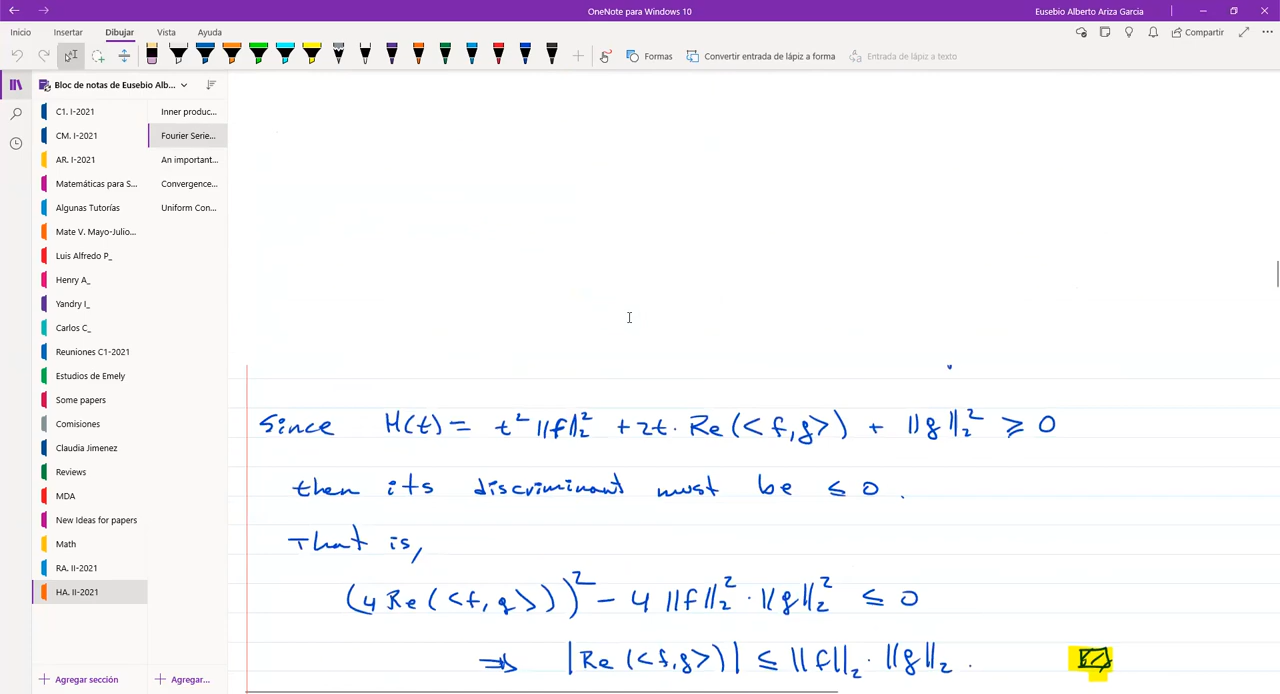 OneNote para Windows 10
Eusebio Alberto Ariza Garcia
Inicio Insertar Dibujar Vista Ayuda
Compartir
Formas
Convertir entrada de lápiz a forma
Entrada de lápiz a texto
Bloc de notas de Eusebio Alb...
C1. I-2021
CM. I-2021
AR. I-2021
Matemáticas para S...
Algunas Tutorías
Mate V. Mayo-Julio...
Luis Alfredo P_
Henry A_
Yandry I_
Carlos C_
Reuniones C1-2021
Estudios de Emely
Some papers
Comisiones
Claudia Jimenez
Reviews
MDA
New Ideas for papers
Math
RA. II-2021
HA. II-2021
Agregar sección
Inner produc...
Fourier Serie...
An important...
Convergence...
Uniform Con...
Agregar...
Since H(t) = t² ||f||₂² + 2t · Re(<f,g>) + ||g||₂² ⩾ 0
then its discriminant must be ≤ 0.
That is,
(4 Re(<f,g>))² − 4 ||f||₂² · ||g||₂² ≤ 0
⇒ |Re(<f,g>)| ≤ ||f||₂ · ||g||₂ .